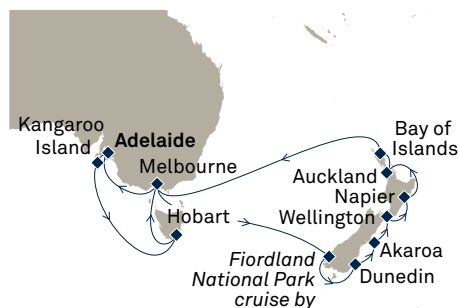 Kangaroo
Island
Adelaide
Melbourne
Hobart
Bay of
Islands
Auckland
Napier
Wellington
Akaroa
Dunedin
Fiordland
National Park
cruise by